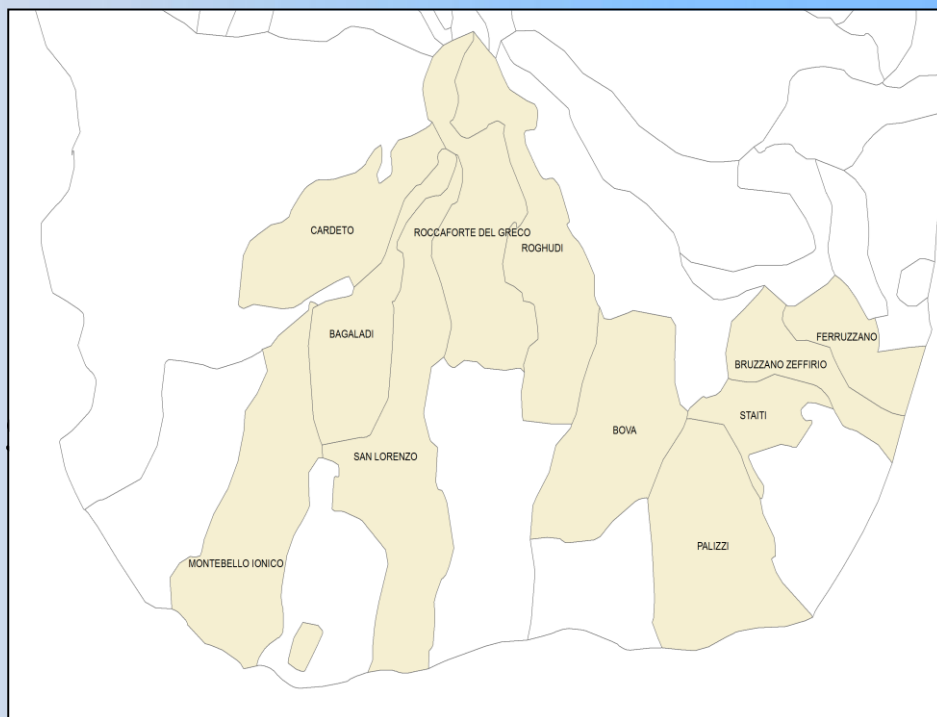 CARDETO
ROCCAFORTE DEL GRECO
ROGHUDI
BAGALADI
FERRUZZANO
BRUZZANO ZEFFIRIO
STAITI
BOVA
SAN LORENZO
PALIZZI
MONTEBELLO IONICO